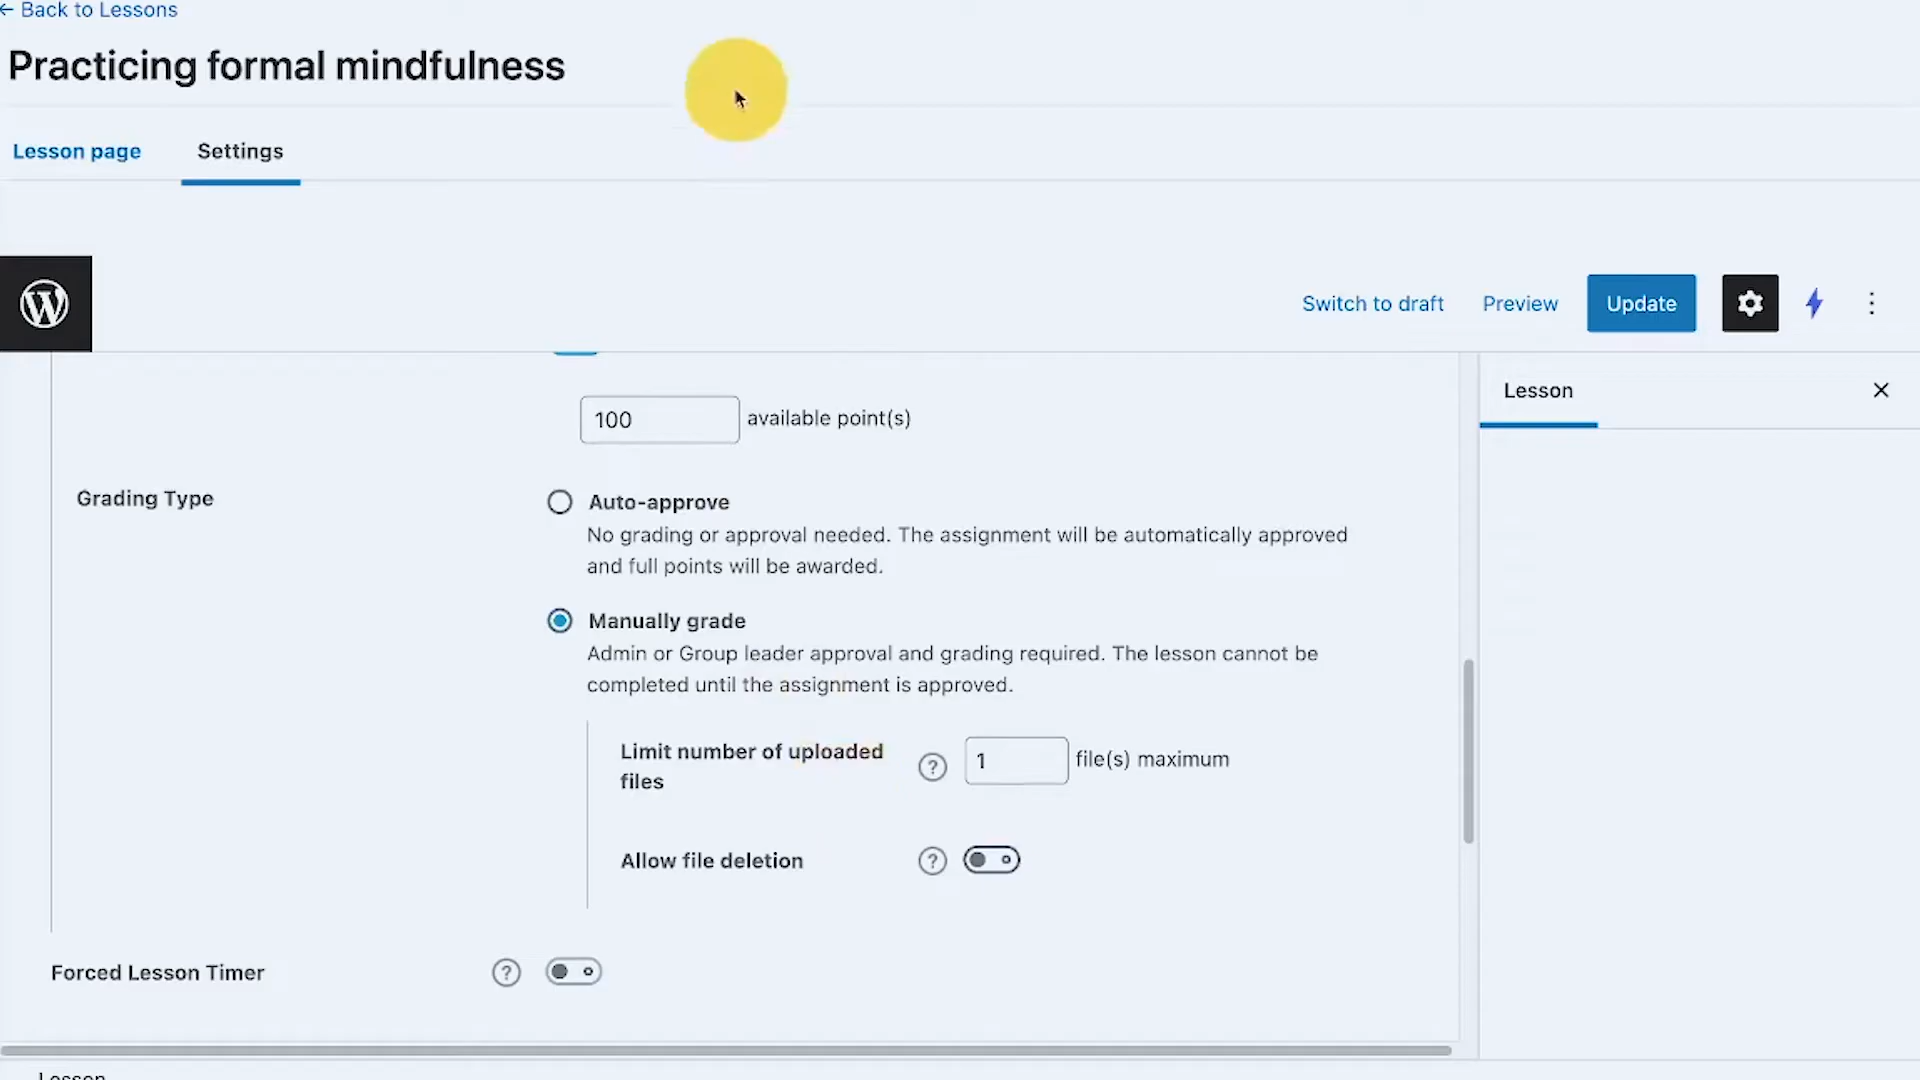 ← Back to Lessons
Practicing formal mindfulness
Lesson page Settings
Switch to draft Preview Update
Lesson
100 available point(s)
Grading Type
Auto-approve
No grading or approval needed. The assignment will be automatically approved
and full points will be awarded.
Manually grade
Admin or Group leader approval and grading required. The lesson cannot be
completed until the assignment is approved.
Limit number of uploaded
files
? 1 file(s) maximum
Allow file deletion ?
Forced Lesson Timer ?
Lesson